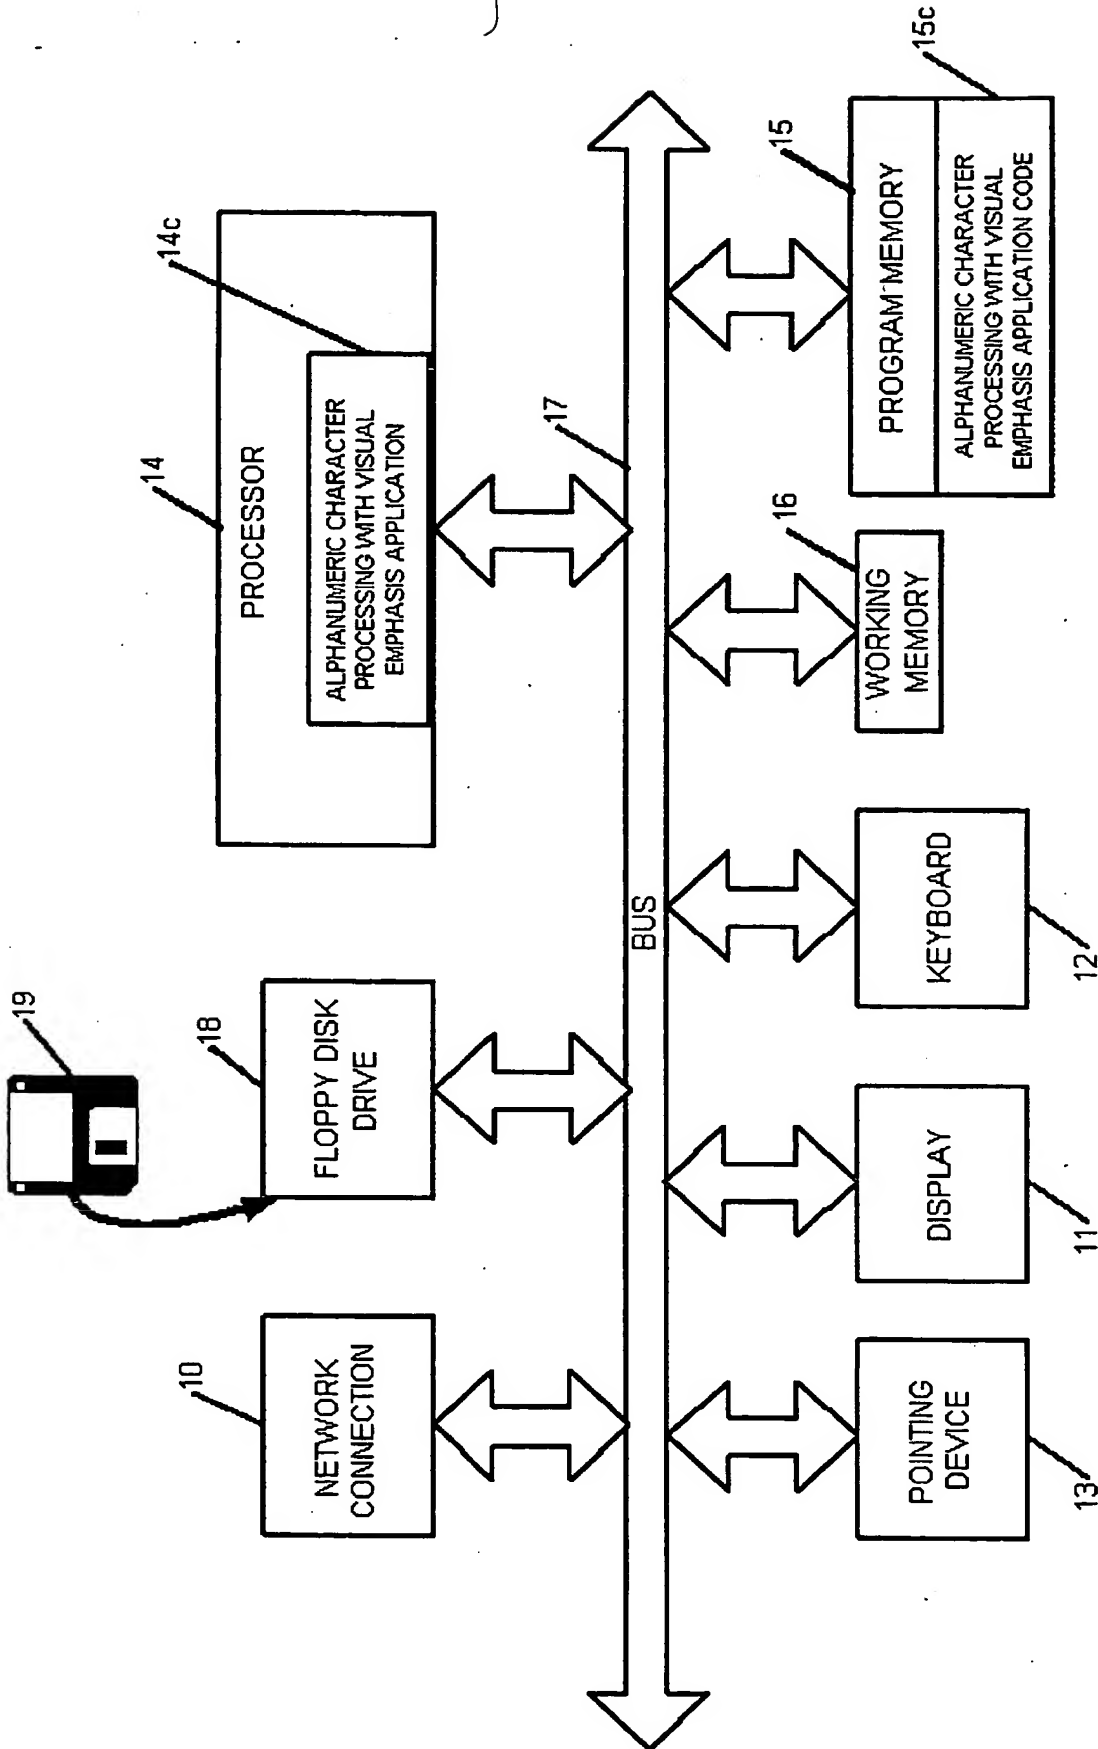 19
10
NETWORK
CONNECTION
18
FLOPPY DISK
DRIVE
14
PROCESSOR
14c
ALPHANUMERIC CHARACTER
PROCESSING WITH VISUAL
EMPHASIS APPLICATION
BUS
17
POINTING
DEVICE
13
DISPLAY
11
KEYBOARD
12
WORKING
MEMORY
16
PROGRAM MEMORY
15
ALPHANUMERIC CHARACTER
PROCESSING WITH VISUAL
EMPHASIS APPLICATION CODE
15c